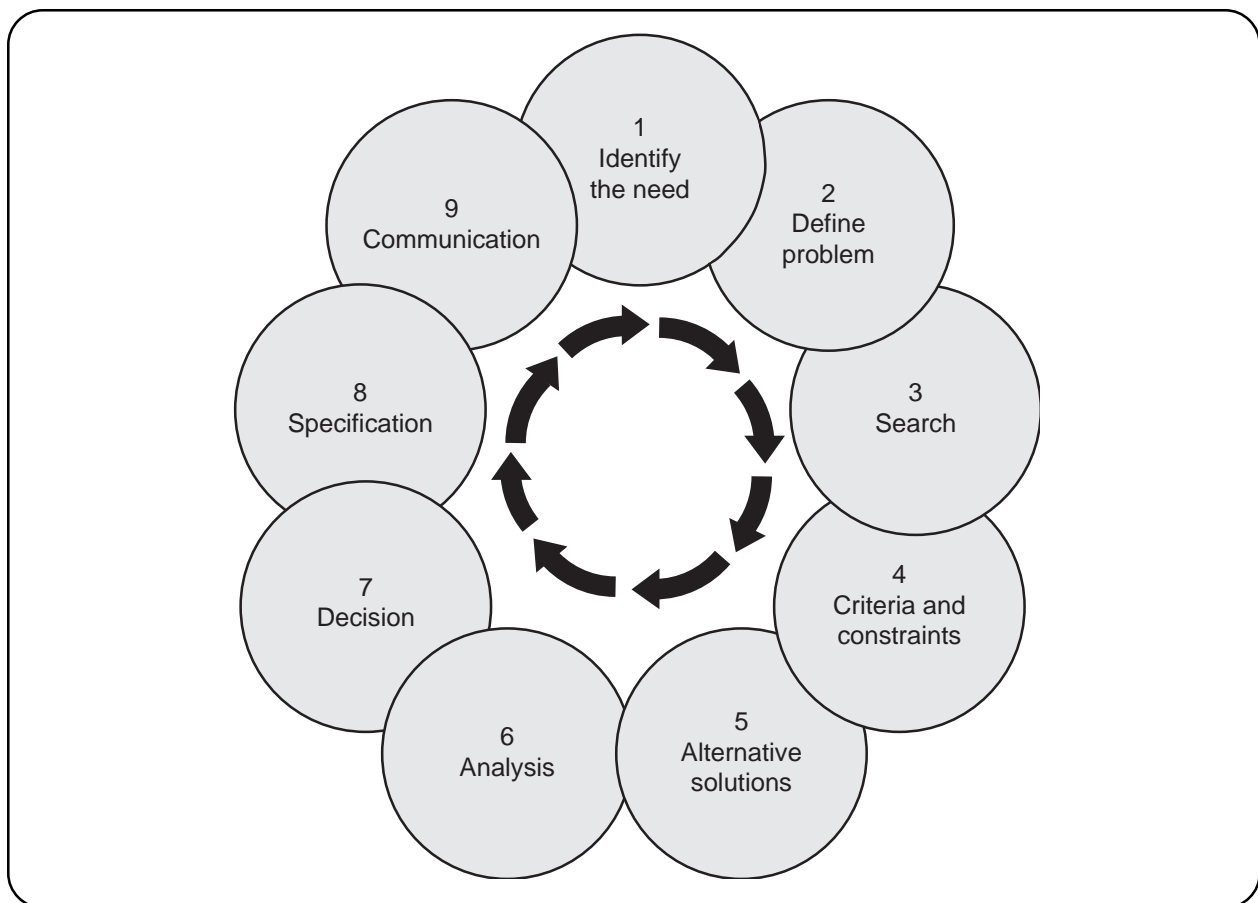 1
Identify
the need
2
Define
problem
3
Search
4
Criteria and
constraints
5
Alternative
solutions
6
Analysis
7
Decision
8
Specification
9
Communication